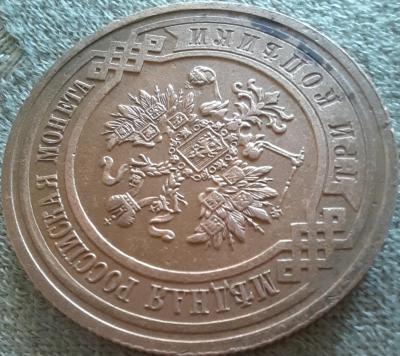 МѢДНАЯ РОССІЙСКАЯ МОНЕТА
ТРИ КОПѢЙКИ